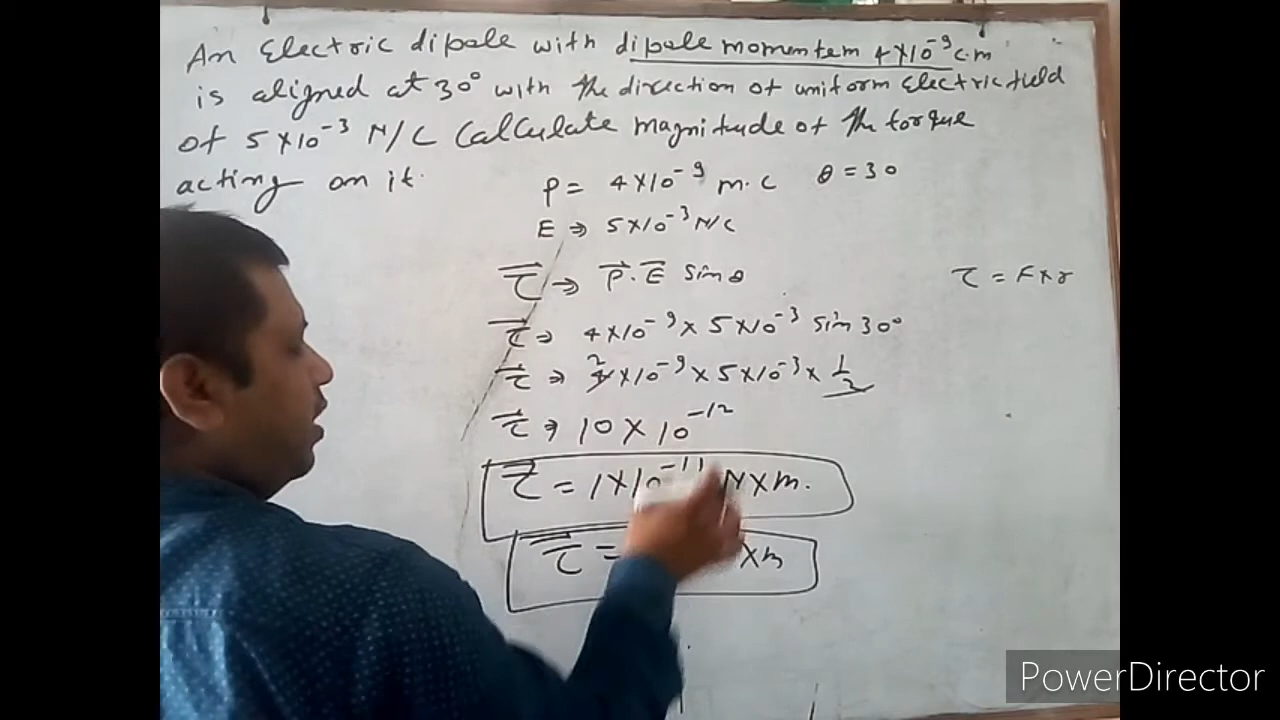 An Electric dipole with dipole momentem 4×10⁻⁹ c.m
is aligned at 30° with the direction of uniform Electric field
of 5×10⁻³ N/C Calculate magnitude of the torque
acting on it.
P = 4×10⁻⁹ m.c θ = 30
E ⇒ 5×10⁻³ N/C
τ⃗ ⇒ P⃗.E⃗ Sinθ τ = F×r
τ⃗ ⇒ 4×10⁻⁹ × 5×10⁻³ Sin 30°
τ⃗ ⇒ 2 4×10⁻⁹ × 5×10⁻³ × 1/2
τ⃗ ⇒ 10×10⁻¹²
τ⃗ = 1×10⁻¹¹ N×m.
τ⃗ = ×m
PowerDirector